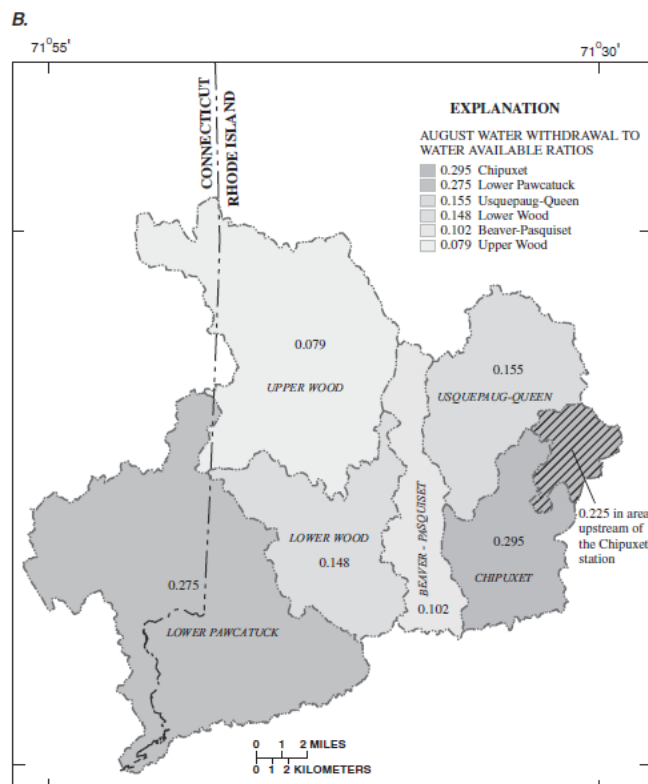 B.
71°55'
71°30'
CONNECTICUT
RHODE ISLAND
EXPLANATION
AUGUST WATER WITHDRAWAL TO
WATER AVAILABLE RATIOS
0.295 Chipuxet
0.275 Lower Pawcatuck
0.155 Usquepaug-Queen
0.148 Lower Wood
0.102 Beaver-Pasquiset
0.079 Upper Wood
0.079
UPPER WOOD
0.155
USQUEPAUG-QUEEN
0.225 in area
upstream of
the Chipuxet
station
LOWER WOOD
0.148
BEAVER - PASQUISET
0.102
0.295
CHIPUXET
0.275
LOWER PAWCATUCK
0 1 2 MILES
0 1 2 KILOMETERS